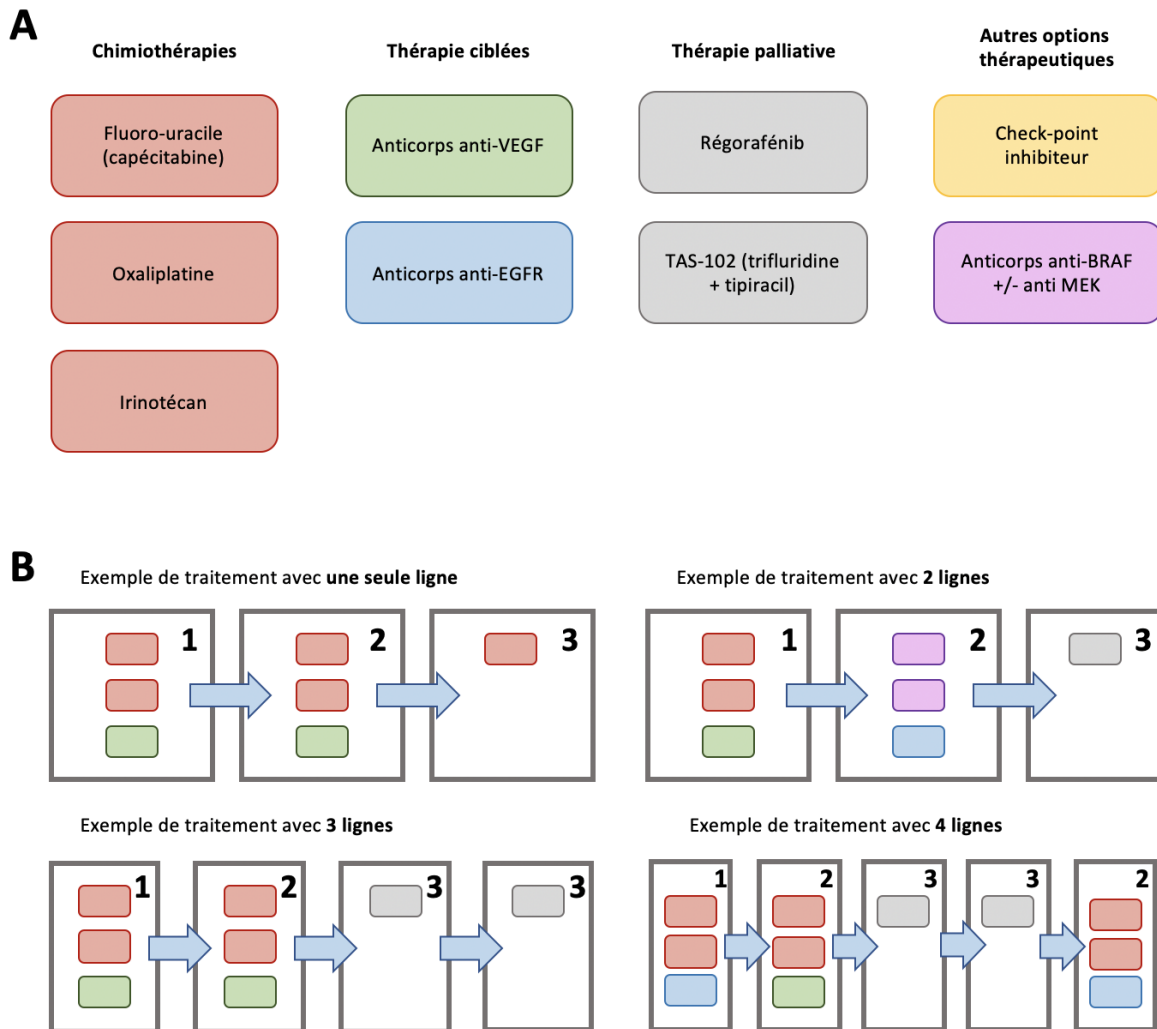 A
Chimiothérapies
Thérapie ciblées
Thérapie palliative
Autres options
thérapeutiques
Fluoro-uracile
(capécitabine)
Anticorps anti-VEGF
Régorafénib
Check-point
inhibiteur
Oxaliplatine
Anticorps anti-EGFR
TAS-102 (trifluridine
+ tipiracil)
Anticorps anti-BRAF
+/- anti MEK
Irinotécan
B
Exemple de traitement avec une seule ligne
1
2
3
Exemple de traitement avec 2 lignes
1
2
3
Exemple de traitement avec 3 lignes
1
2
3
3
Exemple de traitement avec 4 lignes
1
2
3
3
2